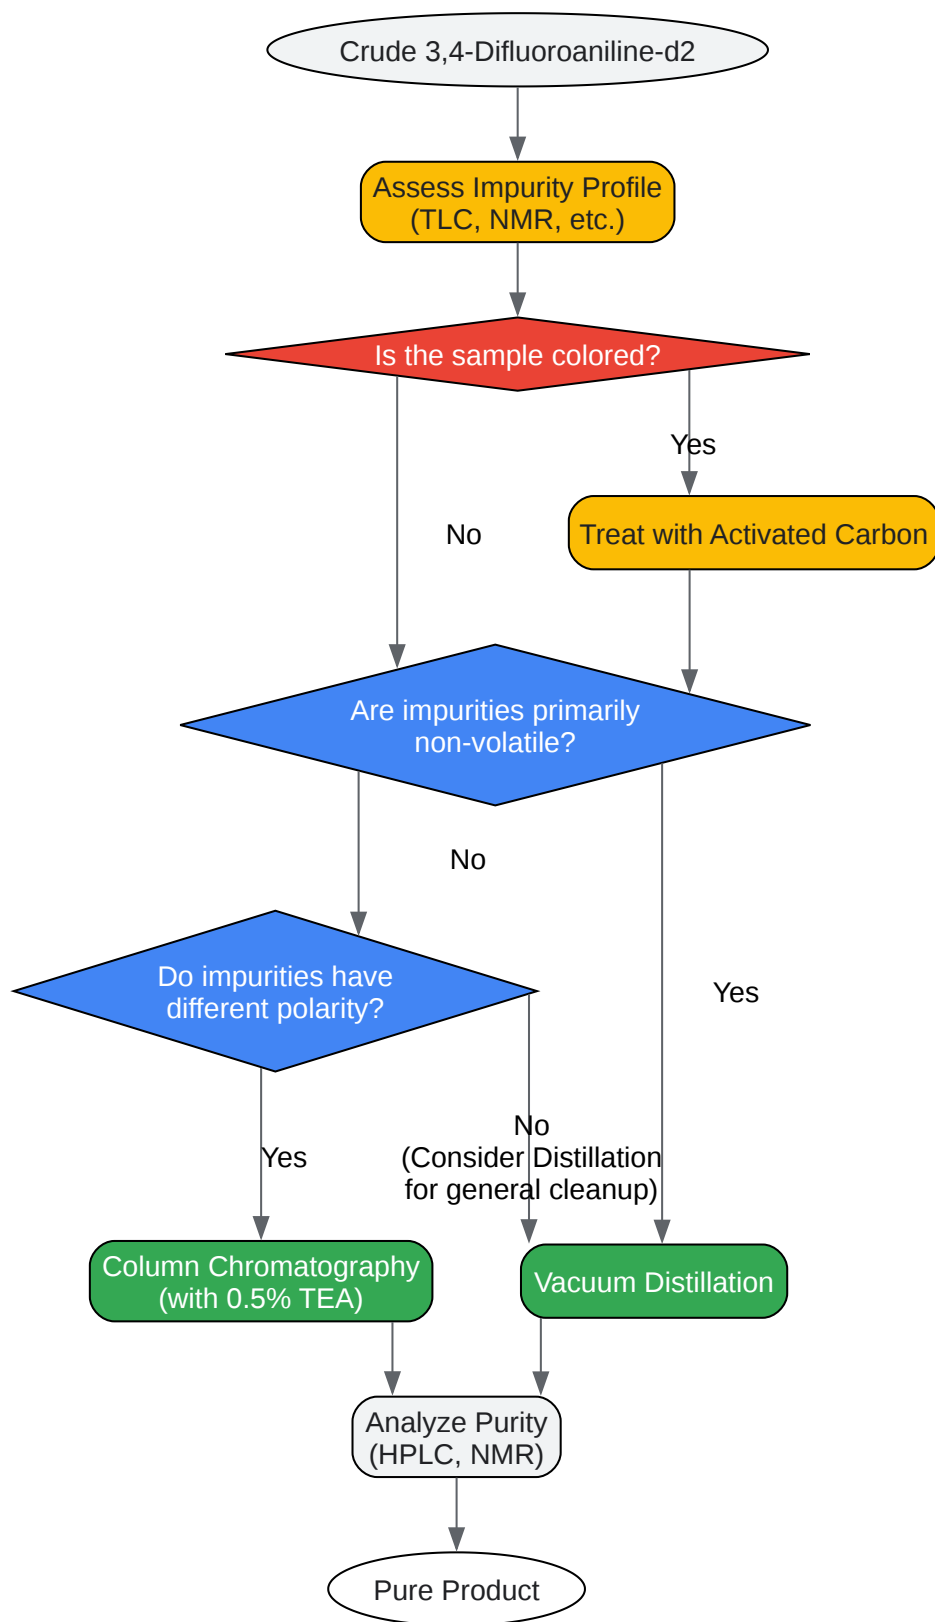 Crude 3,4-Difluoroaniline-d2
Assess Impurity Profile
(TLC, NMR, etc.)
Is the sample colored?
Yes
No
Treat with Activated Carbon
Are impurities primarily
non-volatile?
No
Do impurities have
different polarity?
Yes
No
(Consider Distillation
for general cleanup)
Yes
Column Chromatography
(with 0.5% TEA)
Vacuum Distillation
Analyze Purity
(HPLC, NMR)
Pure Product